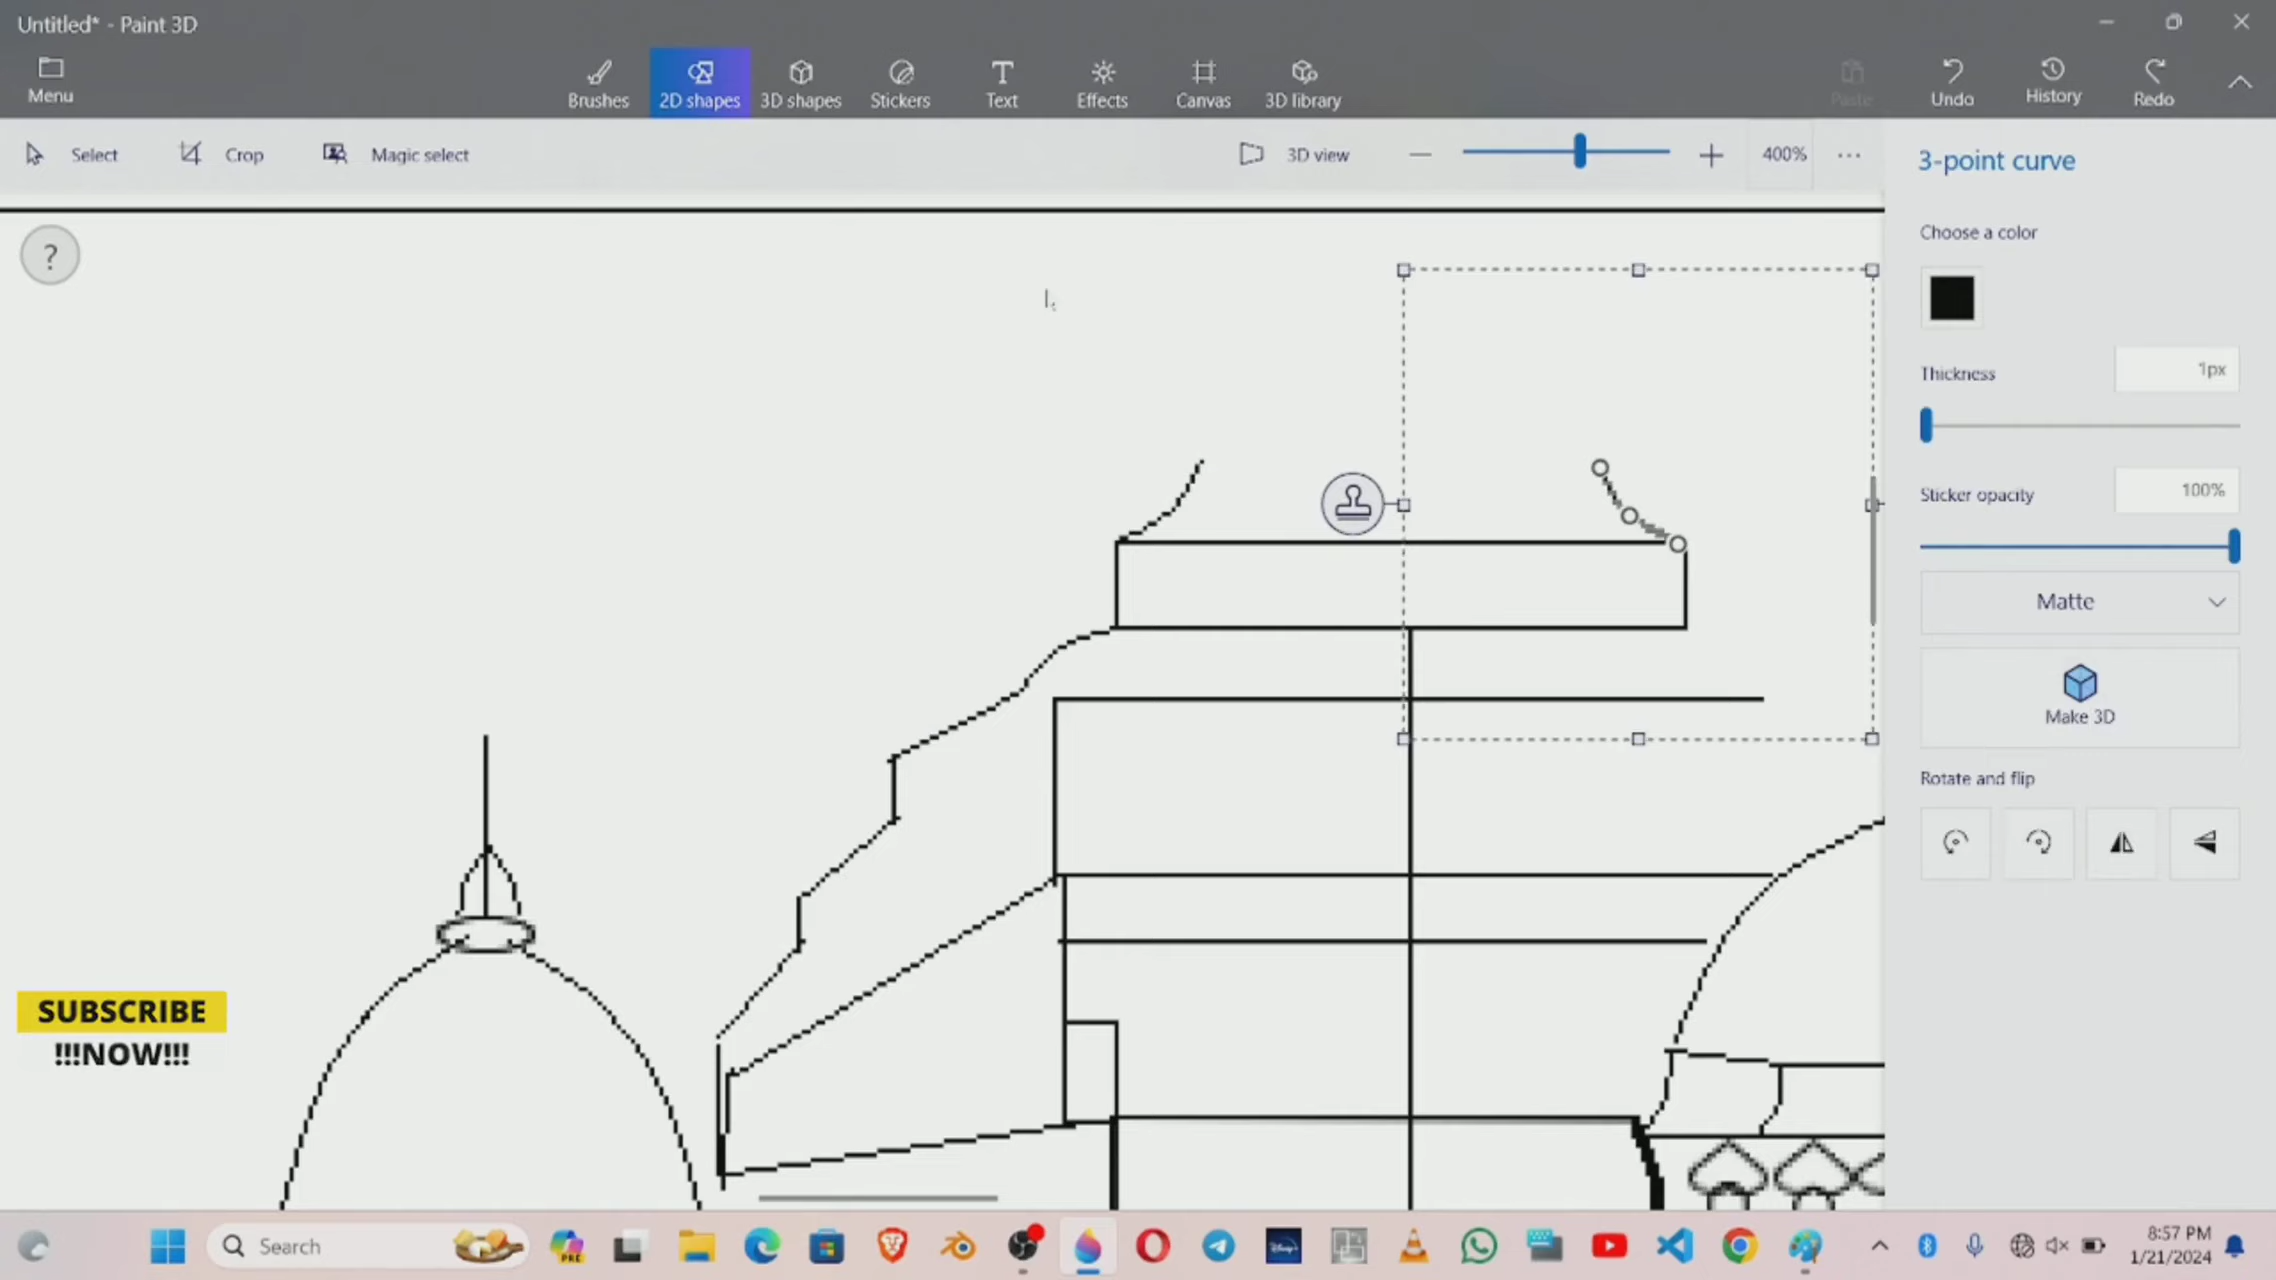 Untitled* - Paint 3D
Menu
Brushes
2D shapes
3D shapes
Stickers
Text
Effects
Canvas
3D library
Paste
Undo
History
Redo
Select
Crop
Magic select
3D view
400%
3-point curve
?
Choose a color
Thickness
1px
Sticker opacity
100%
Matte
Make 3D
Rotate and flip
SUBSCRIBE
!!!NOW!!!
Search
PRE
Disney+
8:57 PM
1/21/2024